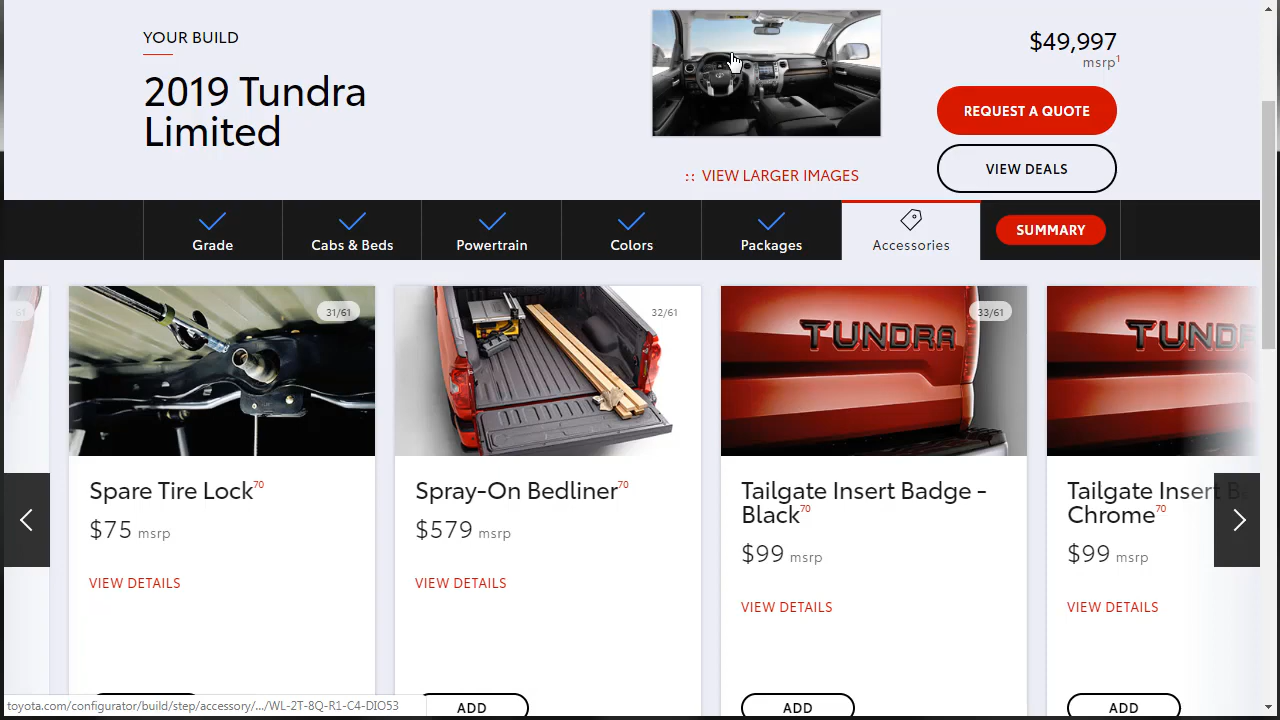 YOUR BUILD
2019 Tundra
Limited
:: VIEW LARGER IMAGES
$49,997
msrp1
REQUEST A QUOTE
VIEW DEALS
Grade
Cabs & Beds
Powertrain
Colors
Packages
Accessories
SUMMARY
61
31/61
Spare Tire Lock70
$75 msrp
VIEW DETAILS
32/61
Spray-On Bedliner70
$579 msrp
VIEW DETAILS
ADD
33/61
TUNDRA
Tailgate Insert Badge -
Black70
$99 msrp
VIEW DETAILS
ADD
TUND
Tailgate Insert B
Chrome70
$99 msrp
VIEW DETAILS
ADD
toyota.com/configurator/build/step/accessory/.../WL-2T-8Q-R1-C4-DIO53